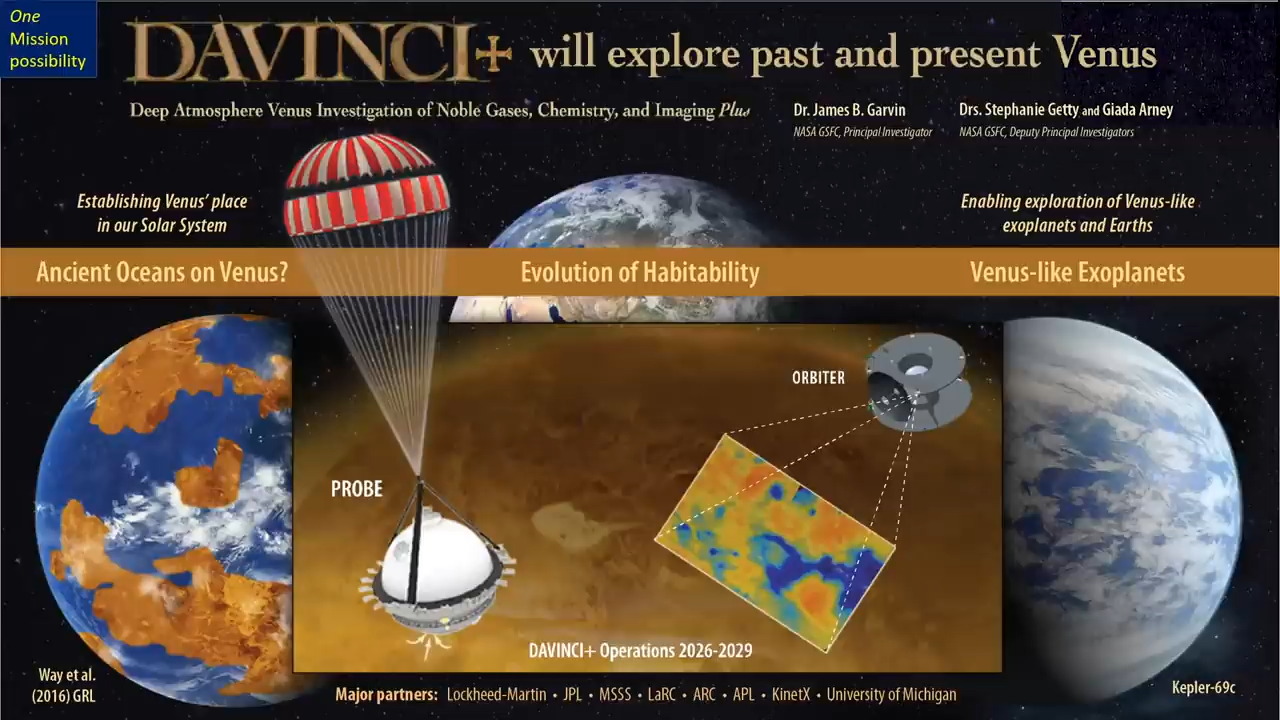 One
Mission
possibility
DAVINCI+ will explore past and present Venus
Deep Atmosphere Venus Investigation of Noble Gases, Chemistry, and Imaging Plus
Dr. James B. Garvin
NASA GSFC, Principal Investigator
Drs. Stephanie Getty and Giada Arney
NASA GSFC, Deputy Principal Investigators
Establishing Venus' place
in our Solar System
Enabling exploration of Venus-like
exoplanets and Earths
Ancient Oceans on Venus?
Evolution of Habitability
Venus-like Exoplanets
ORBITER
PROBE
DAVINCI+ Operations 2026-2029
Way et al.
(2016) GRL
Kepler-69c
Major partners: Lockheed-Martin • JPL • MSSS • LaRC • ARC • APL • KinetX • University of Michigan